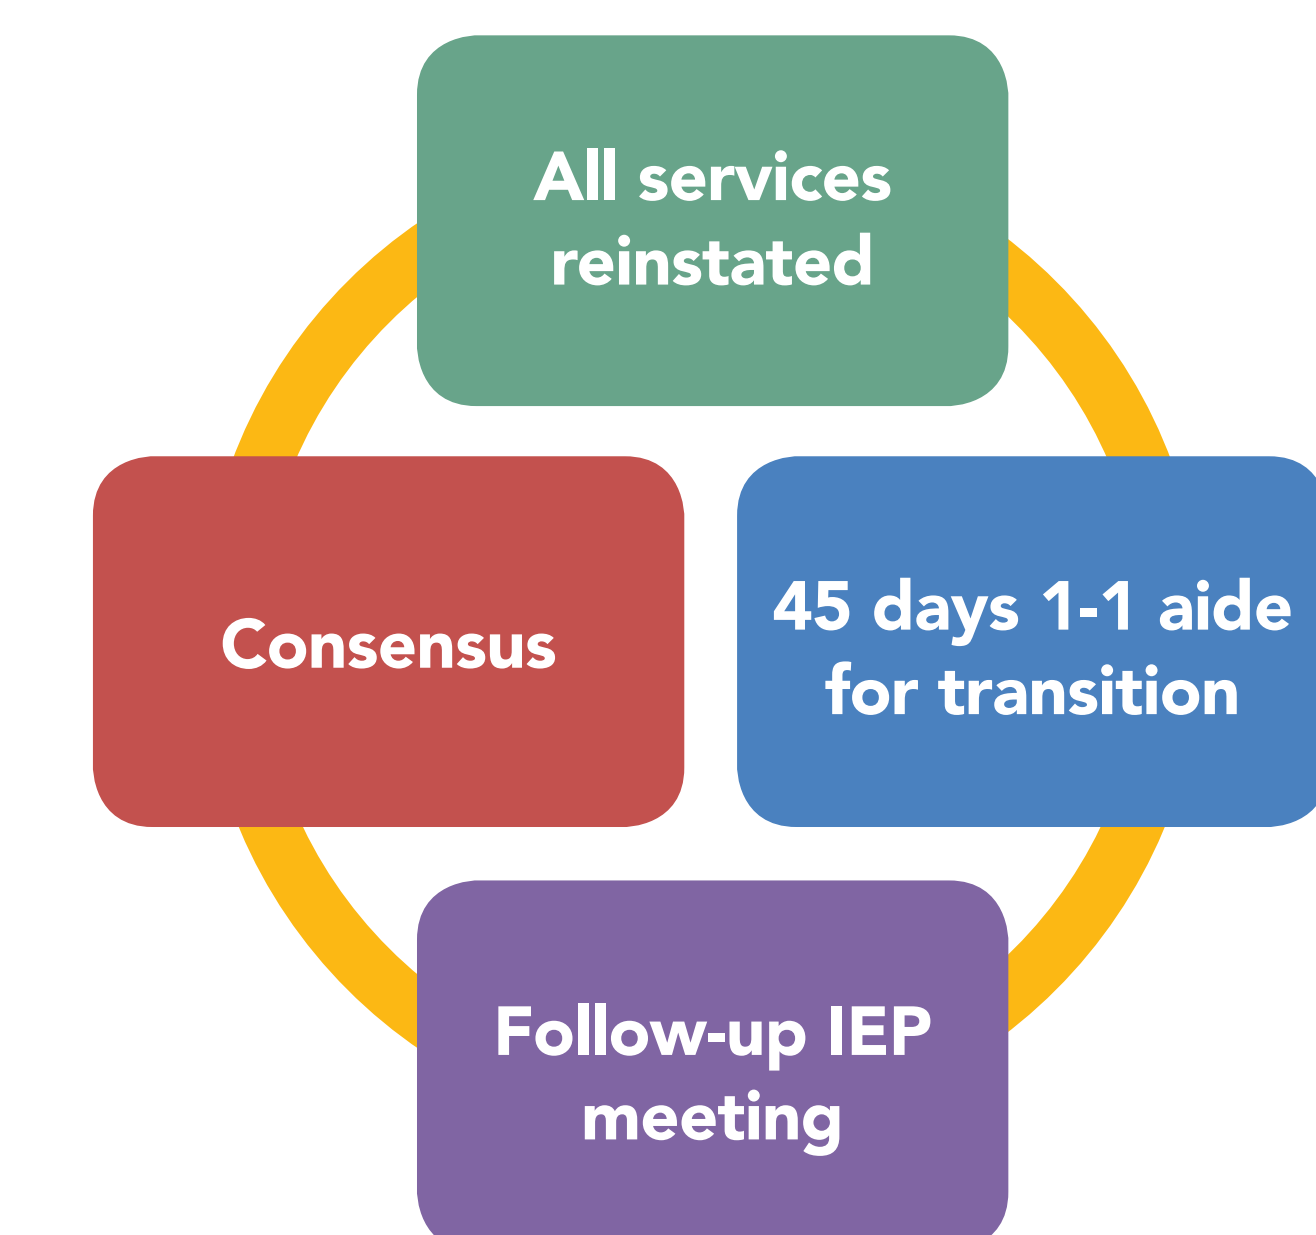 All services
reinstated
Consensus
45 days 1-1 aide
for transition
Follow-up IEP
meeting